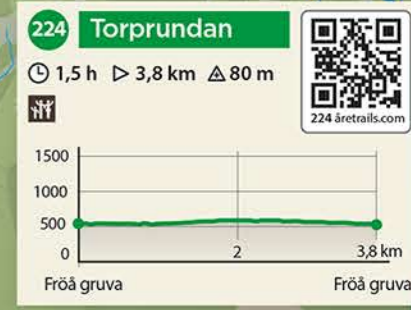 224 Torprundan
1,5 h 3,8 km 80 m
224 åretrails.com
1500
1000
500
0
2 3,8 km
Fröå gruva Fröå gruva